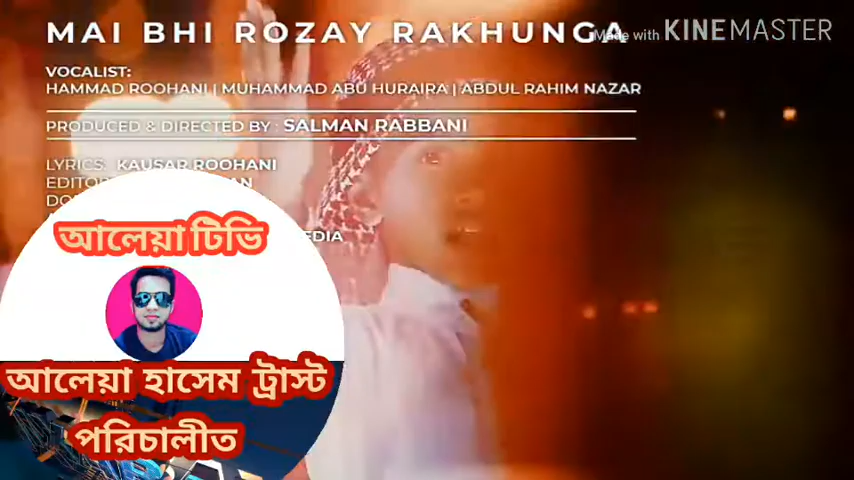 MAI BHI ROZAY RAKHUNGA
Made with KINEMASTER
VOCALIST:
HAMMAD ROOHANI | MUHAMMAD ABU HURAIRA | ABDUL RAHIM NAZAR
PRODUCED & DIRECTED BY : SALMAN RABBANI
LYRICS: KAUSAR ROOHANI
আলেয়া টিভি
আলেয়া হাসেম ট্রাস্ট
পরিচালীত